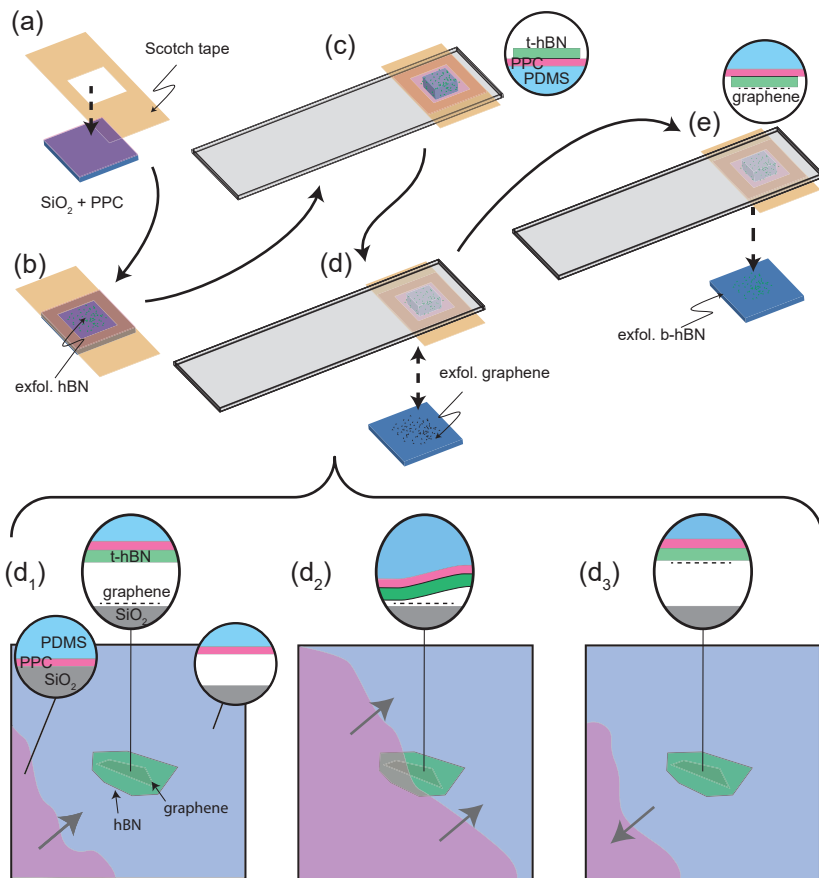 (a)
Scotch tape
SiO₂ + PPC
(b)
exfol. hBN
(c)
t-hBN
PPC
PDMS
(d)
exfol. graphene
(e)
graphene
exfol. b-hBN
(d₁)
t-hBN
graphene
SiO₂
PDMS
PPC
SiO₂
graphene
hBN
(d₂)
(d₃)